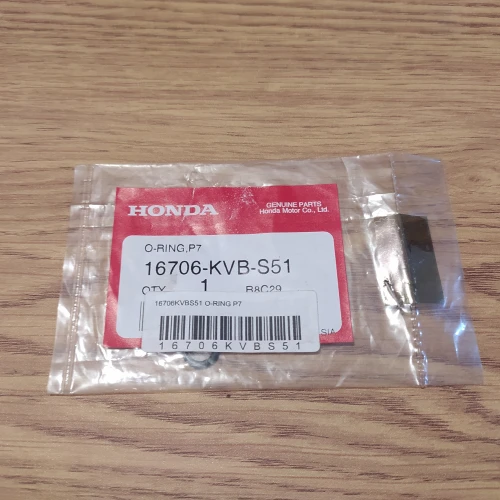 HONDA
GENUINE PARTS
Honda Motor Co., Ltd.
O-RING,P7
16706-KVB-S51
QTY 1 B8C29
16706KVBS51 O-RING P7
16706KVBS51
SIA